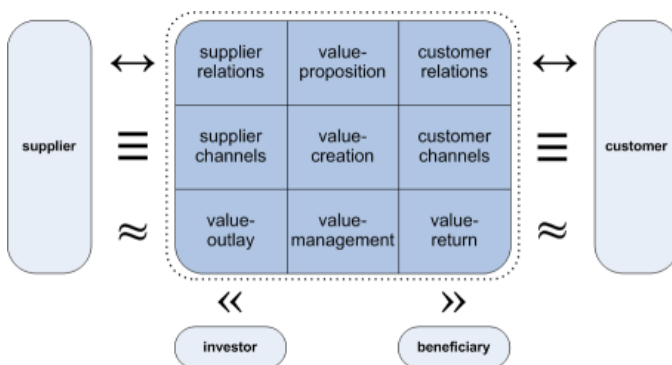 supplier
relations
value-
proposition
customer
relations
supplier
supplier
channels
value-
creation
customer
channels
customer
value-
outlay
value-
management
value-
return
investor
beneficiary